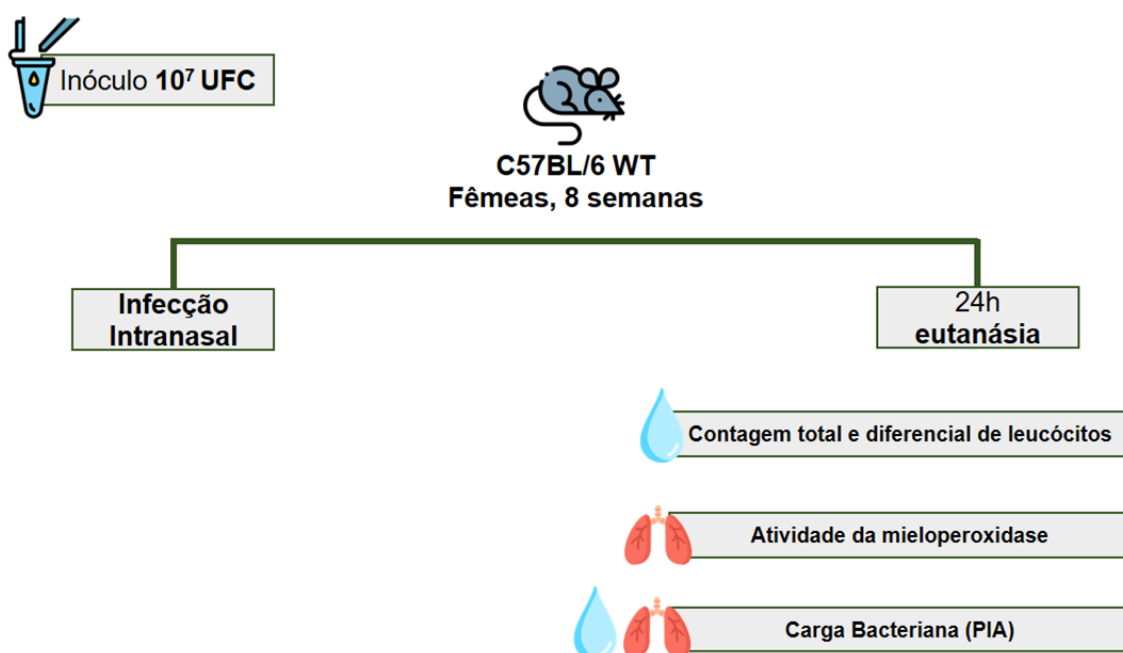 Inóculo 10⁷ UFC
C57BL/6 WT
Fêmeas, 8 semanas
Infecção
Intranasal
24h
eutanásia
Contagem total e diferencial de leucócitos
Atividade da mieloperoxidase
Carga Bacteriana (PIA)